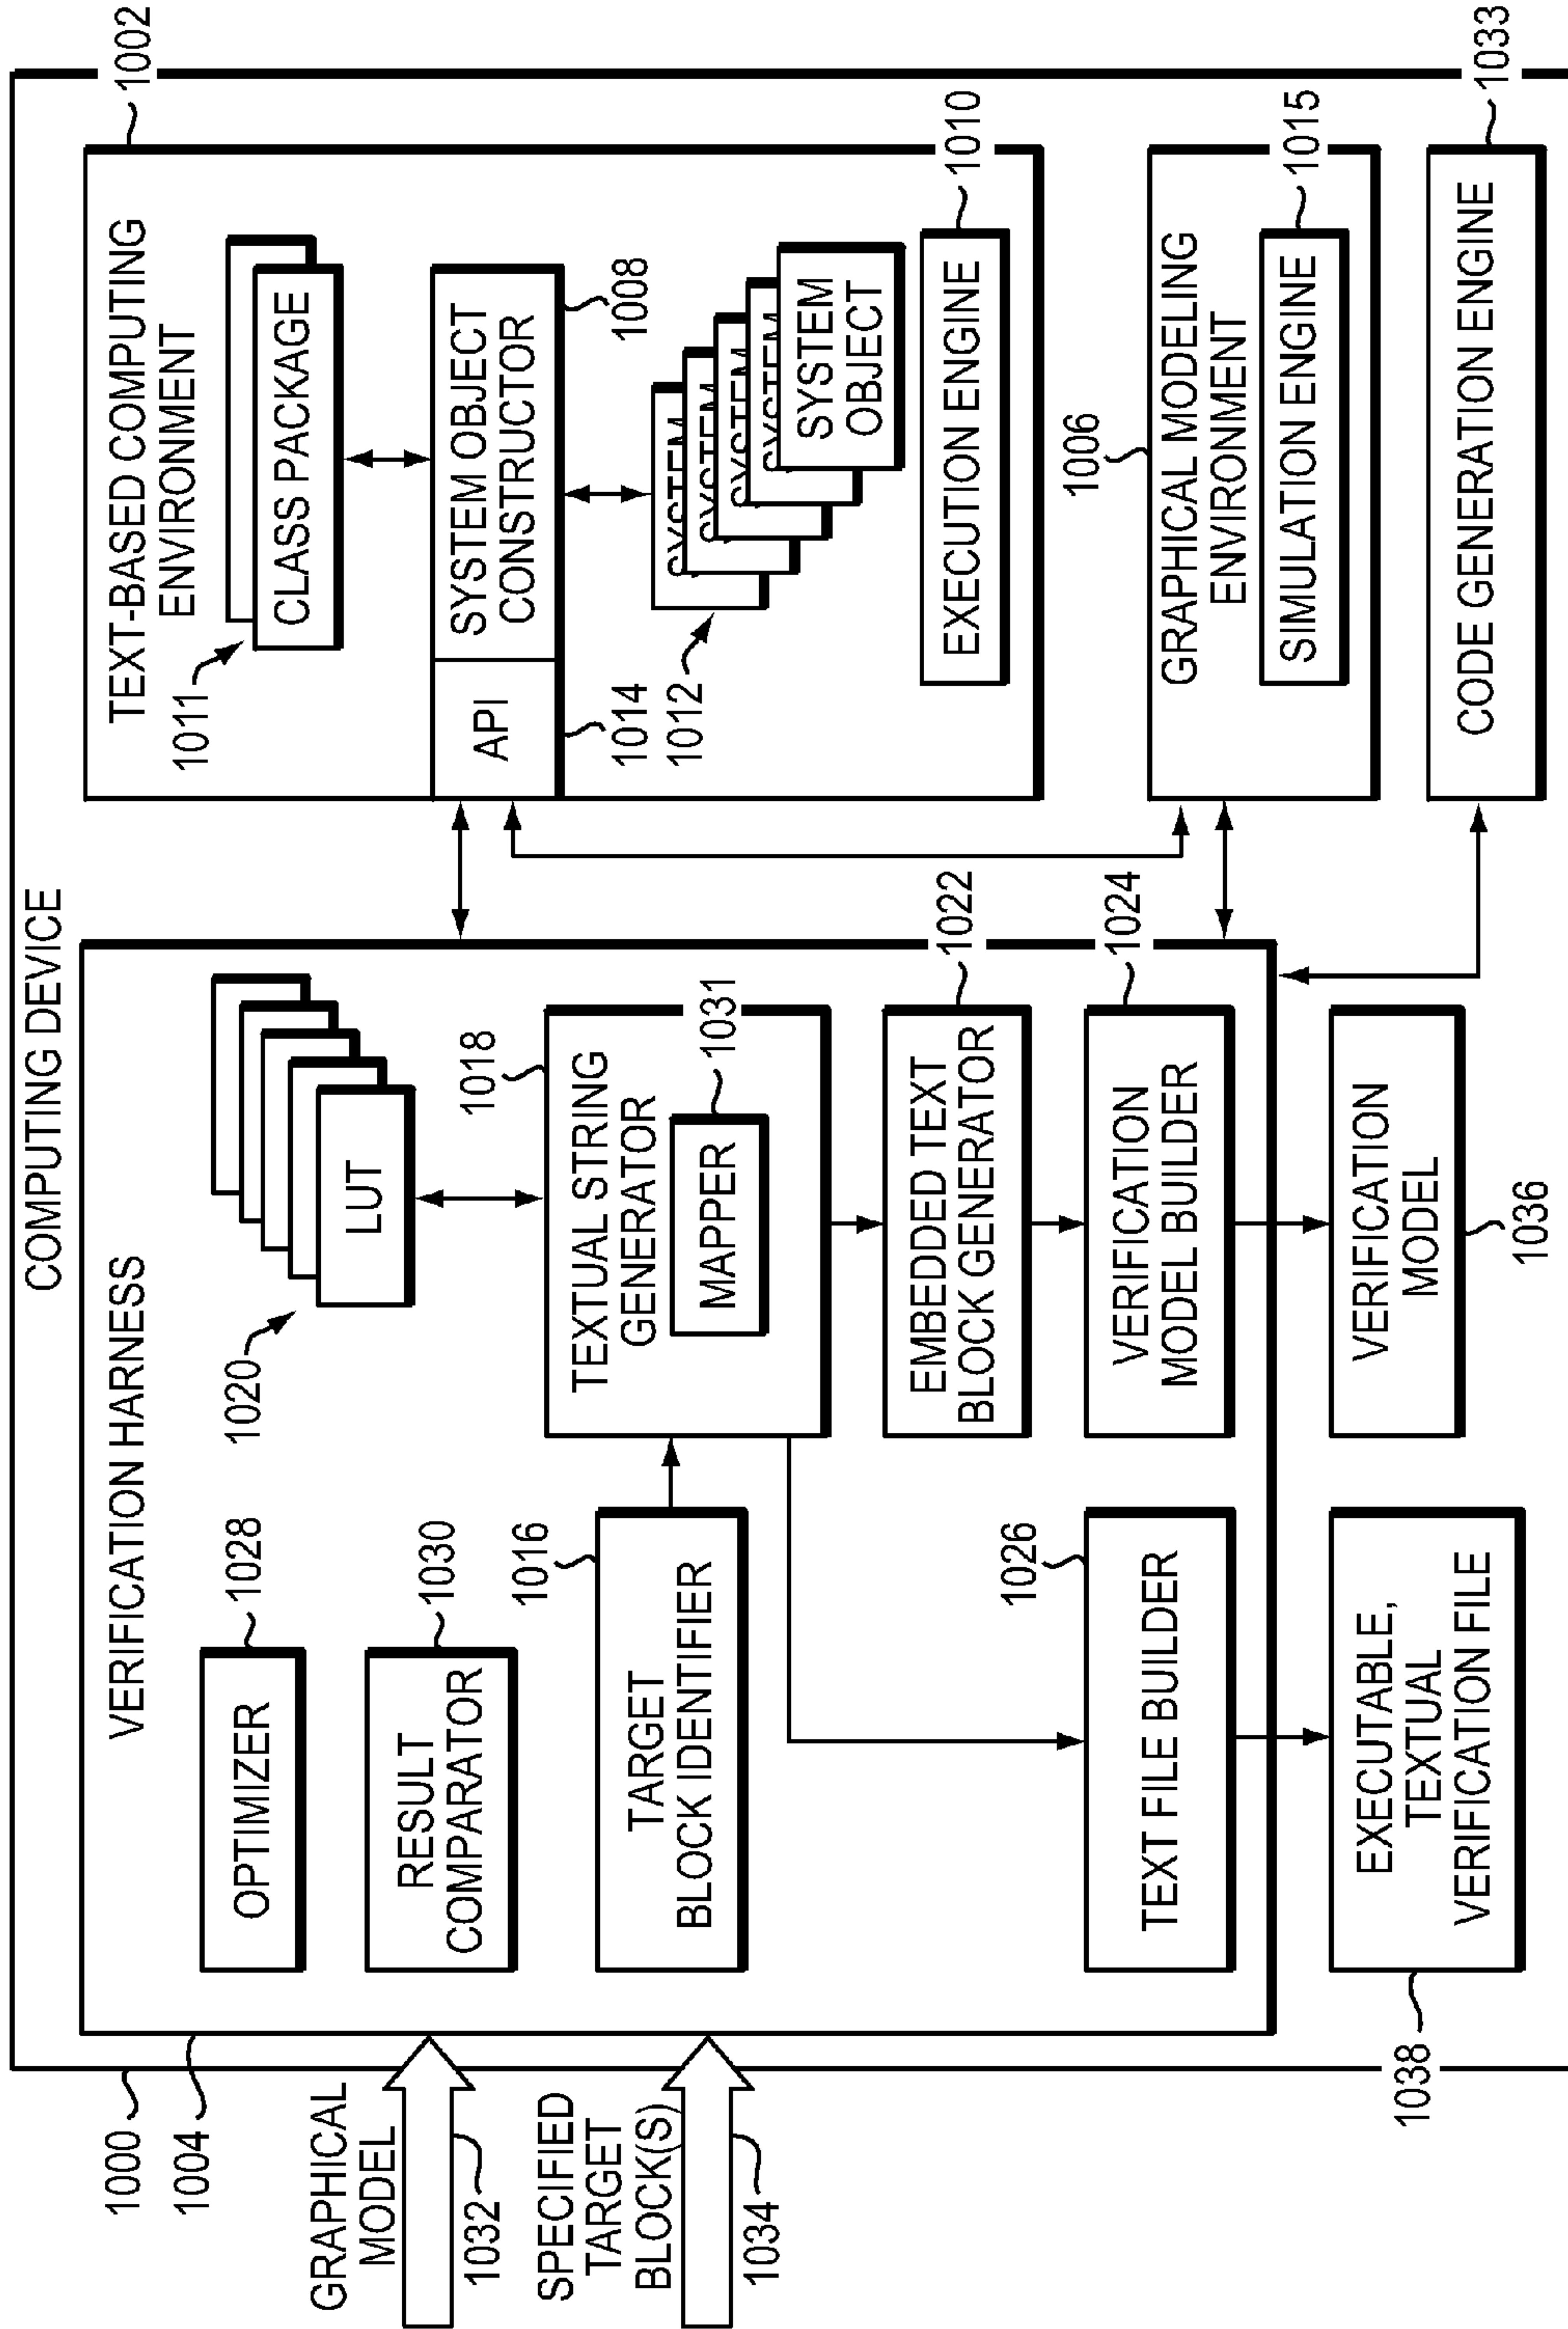 COMPUTING DEVICE
1000
1004
VERIFICATION HARNESS
GRAPHICAL
MODEL
1032
SPECIFIED
TARGET
BLOCK(S)
1034
OPTIMIZER
1028
RESULT
COMPARATOR
1030
TARGET
BLOCK IDENTIFIER
1016
LUT
1020
TEXTUAL STRING
GENERATOR
1018
MAPPER
1031
EMBEDDED TEXT
BLOCK GENERATOR
1022
VERIFICATION
MODEL BUILDER
1024
TEXT FILE BUILDER
1026
EXECUTABLE,
TEXTUAL
VERIFICATION FILE
1038
VERIFICATION
MODEL
1036
TEXT-BASED COMPUTING
ENVIRONMENT
1002
CLASS PACKAGE
1011
API
1014
SYSTEM OBJECT
CONSTRUCTOR
1008
SYSTEM
SYSTEM
SYSTEM
SYSTEM
SYSTEM
OBJECT
1012
EXECUTION ENGINE
1010
GRAPHICAL MODELING
ENVIRONMENT
1006
SIMULATION ENGINE
1015
CODE GENERATION ENGINE
1033